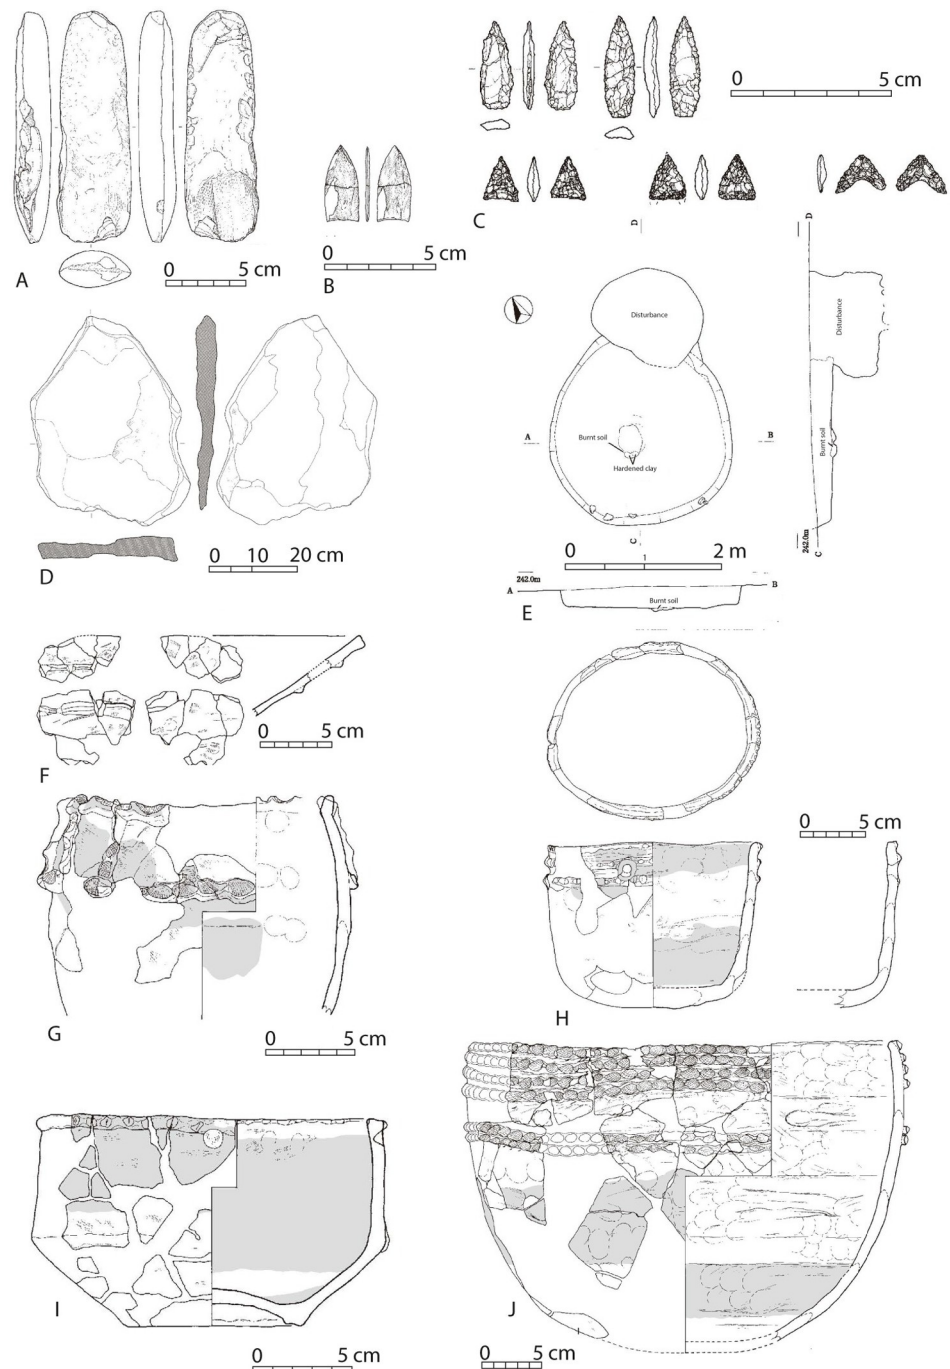 0 5 cm
A
0 5 cm
B
0 5 cm
C
D
D
Disturbance
Disturbance
A
B
Burnt soil
Hardened clay
Burnt soil
C
242.0m
C
0 10 20 cm
D
0 1 2 m
242.0m
A
B
Burnt soil
E
0 5 cm
F
0 5 cm
G
0 5 cm
H
I
0 5 cm
J
0 5 cm